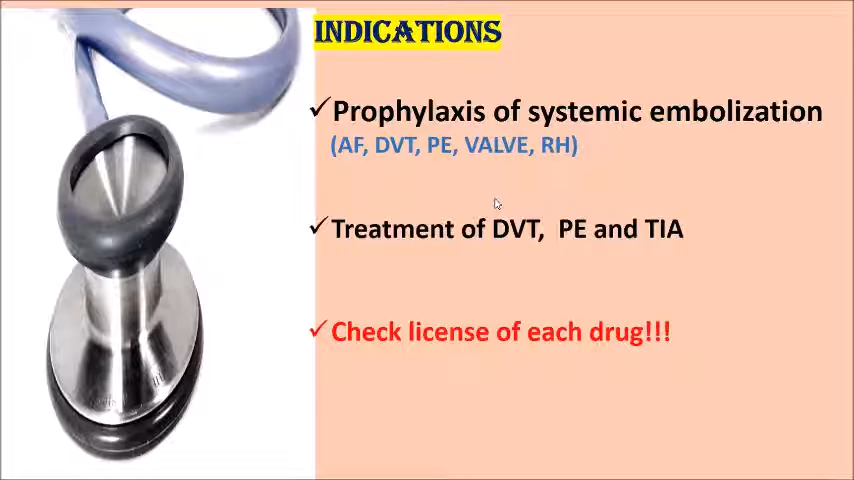 INDICATIONS
✓Prophylaxis of systemic embolization
(AF, DVT, PE, VALVE, RH)
✓Treatment of DVT, PE and TIA
✓Check license of each drug!!!